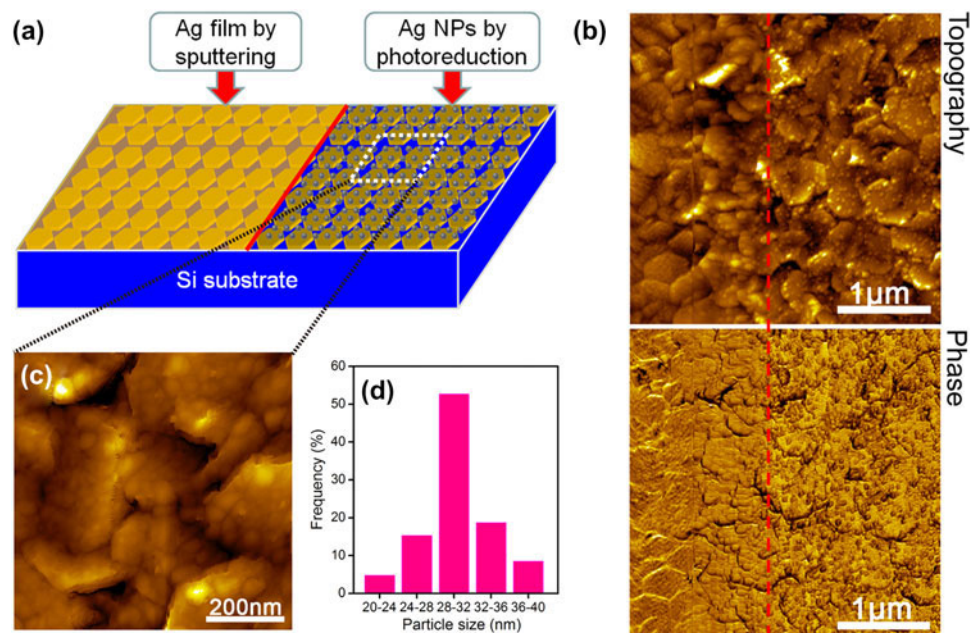 (a)
Ag film by
sputtering
Ag NPs by
photoreduction
Si substrate
(b)
Topography
1μm
Phase
1μm
(c)
200nm
(d)
60
50
40
30
20
10
0
Frequency (%)
20-24 24-28 28-32 32-36 36-40
Particle size (nm)